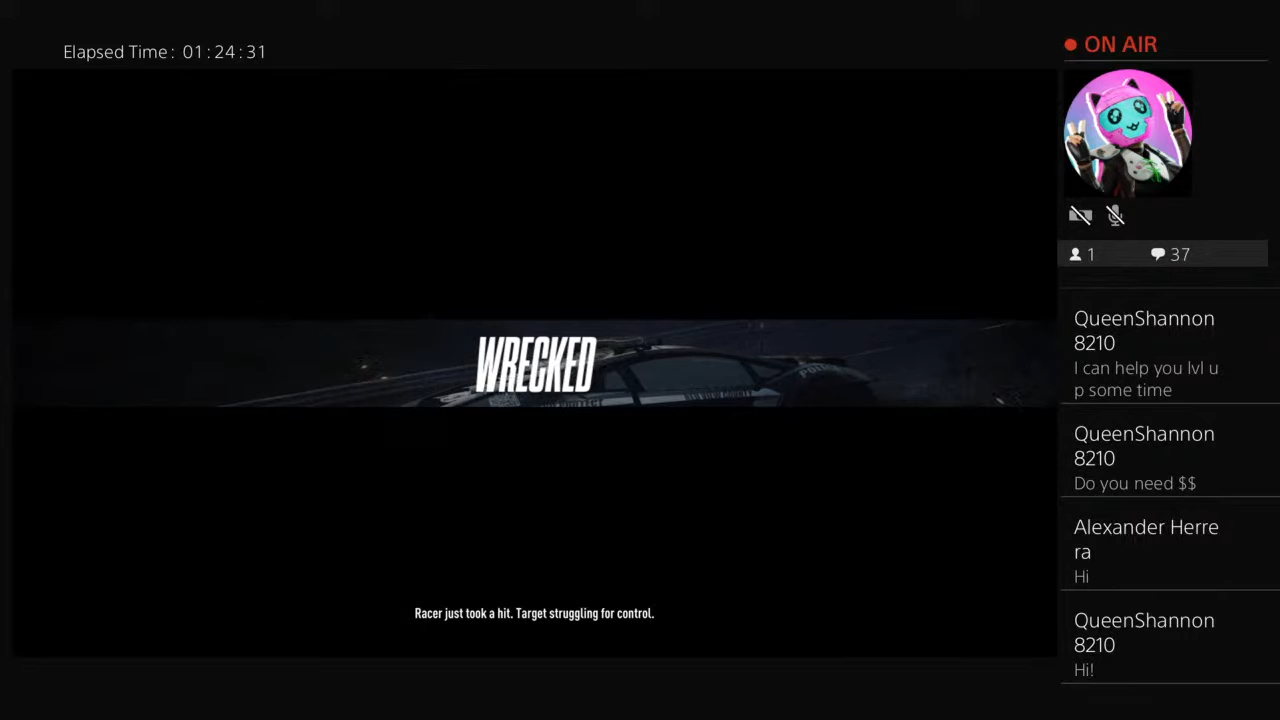 Elapsed Time: 01:24:31
ON AIR
1 37
WRECKED
POLICE
Racer just took a hit. Target struggling for control.
QueenShannon
8210
I can help you lvl u
p some time
QueenShannon
8210
Do you need $$
Alexander Herre
ra
Hi
QueenShannon
8210
Hi!